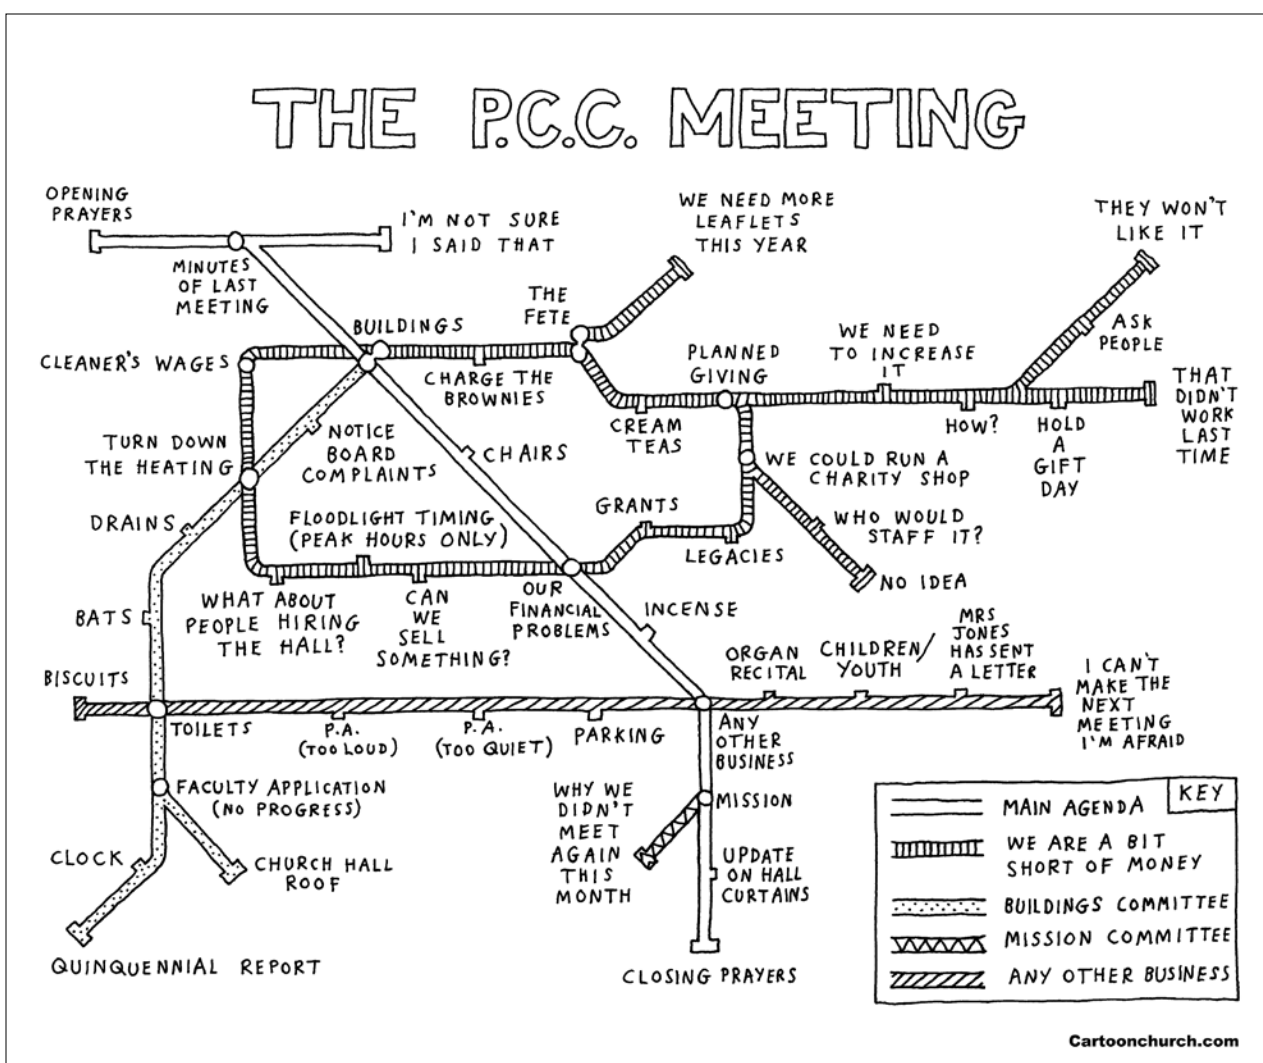 THE P.C.C. MEETING
OPENING
PRAYERS
I'M NOT SURE
I SAID THAT
WE NEED MORE
LEAFLETS
THIS YEAR
THEY WON'T
LIKE IT
MINUTES
OF LAST
MEETING
THE
FETE
BUILDINGS
CLEANER'S WAGES
CHARGE THE
BROWNIES
PLANNED
GIVING
WE NEED
TO INCREASE
IT
ASK
PEOPLE
CREAM
TEAS
HOW?
HOLD
A
GIFT
DAY
THAT
DIDN'T
WORK
LAST
TIME
TURN DOWN
THE HEATING
NOTICE
BOARD
COMPLAINTS
CHAIRS
WE COULD RUN A
CHARITY SHOP
DRAINS
FLOODLIGHT TIMING
(PEAK HOURS ONLY)
GRANTS
LEGACIES
WHO WOULD
STAFF IT?
NO IDEA
BATS
WHAT ABOUT
PEOPLE HIRING
THE HALL?
CAN
WE
SELL
SOMETHING?
OUR
FINANCIAL
PROBLEMS
INCENSE
BISCUITS
TOILETS
P.A.
(TOO LOUD)
P.A.
(TOO QUIET)
PARKING
ORGAN
RECITAL
CHILDREN/
YOUTH
MRS
JONES
HAS SENT
A LETTER
I CAN'T
MAKE THE
NEXT
MEETING
I'M AFRAID
ANY
OTHER
BUSINESS
FACULTY APPLICATION
(NO PROGRESS)
WHY WE
DIDN'T
MEET
AGAIN
THIS
MONTH
MISSION
CLOCK
CHURCH HALL
ROOF
UPDATE
ON HALL
CURTAINS
QUINQUENNIAL REPORT
CLOSING PRAYERS
KEY
MAIN AGENDA
WE ARE A BIT
SHORT OF MONEY
BUILDINGS COMMITTEE
MISSION COMMITTEE
ANY OTHER BUSINESS
Cartoonchurch.com